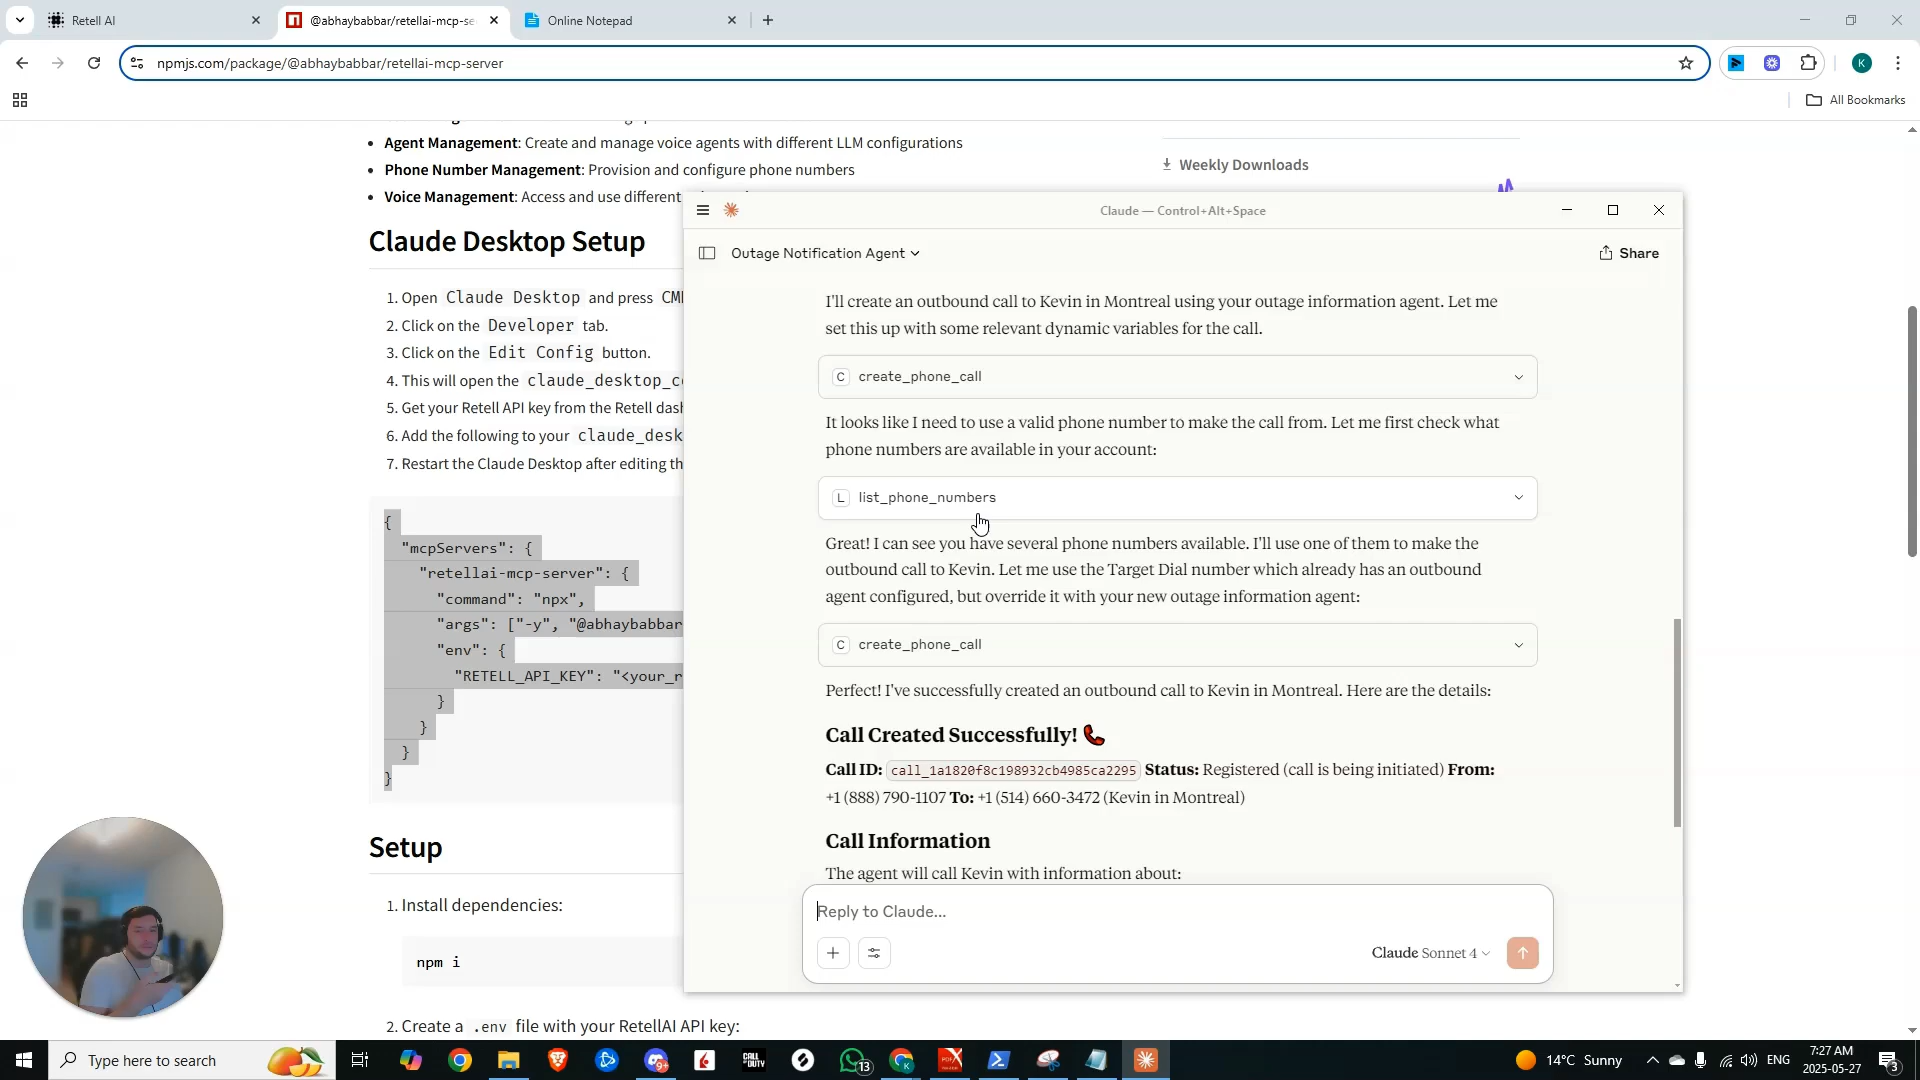 Retell AI
@abhaybabbar/retellai-mcp-se
Online Notepad
npmjs.com/package/@abhaybabbar/retellai-mcp-server
K
All Bookmarks
Agent Management: Create and manage voice agents with different LLM configurations
Phone Number Management: Provision and configure phone numbers
Voice Management: Access and use different
Weekly Downloads
Claude Desktop Setup
1. Open Claude Desktop and press CM
2. Click on the Developer tab.
3. Click on the Edit Config button.
4. This will open the claude_desktop_c
5. Get your Retell API key from the Retell das
6. Add the following to your claude_desk
7. Restart the Claude Desktop after editing th
{
"mcpServers": {
"retellai-mcp-server": {
"command": "npx",
"args": ["-y", "@abhaybabbar
"env": {
"RETELL_API_KEY": "<your_r
}
}
}
}
Setup
1. Install dependencies:
npm i
2. Create a .env file with your RetellAI API key:
Claude — Control+Alt+Space
Outage Notification Agent
Share
I'll create an outbound call to Kevin in Montreal using your outage information agent. Let me
set this up with some relevant dynamic variables for the call.
C create_phone_call
It looks like I need to use a valid phone number to make the call from. Let me first check what
phone numbers are available in your account:
L list_phone_numbers
Great! I can see you have several phone numbers available. I'll use one of them to make the
outbound call to Kevin. Let me use the Target Dial number which already has an outbound
agent configured, but override it with your new outage information agent:
C create_phone_call
Perfect! I've successfully created an outbound call to Kevin in Montreal. Here are the details:
Call Created Successfully! 📞
Call ID: call_1a1820f8c198932cb4985ca2295 Status: Registered (call is being initiated) From:
+1 (888) 790-1107 To: +1 (514) 660-3472 (Kevin in Montreal)
Call Information
The agent will call Kevin with information about:
Reply to Claude...
Claude Sonnet 4
Type here to search
9+
CALL OF DUTY
13
K
14°C Sunny
ENG
7:27 AM
2025-05-27
3